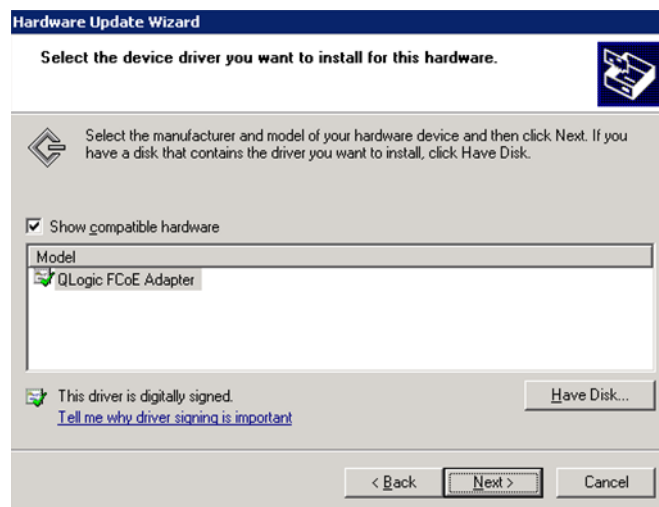 Hardware Update Wizard
Select the device driver you want to install for this hardware.
Select the manufacturer and model of your hardware device and then click Next. If you
have a disk that contains the driver you want to install, click Have Disk.
Show compatible hardware
Model
QLogic FCoE Adapter
This driver is digitally signed.
Have Disk...
Tell me why driver signing is important
< Back
Next >
Cancel